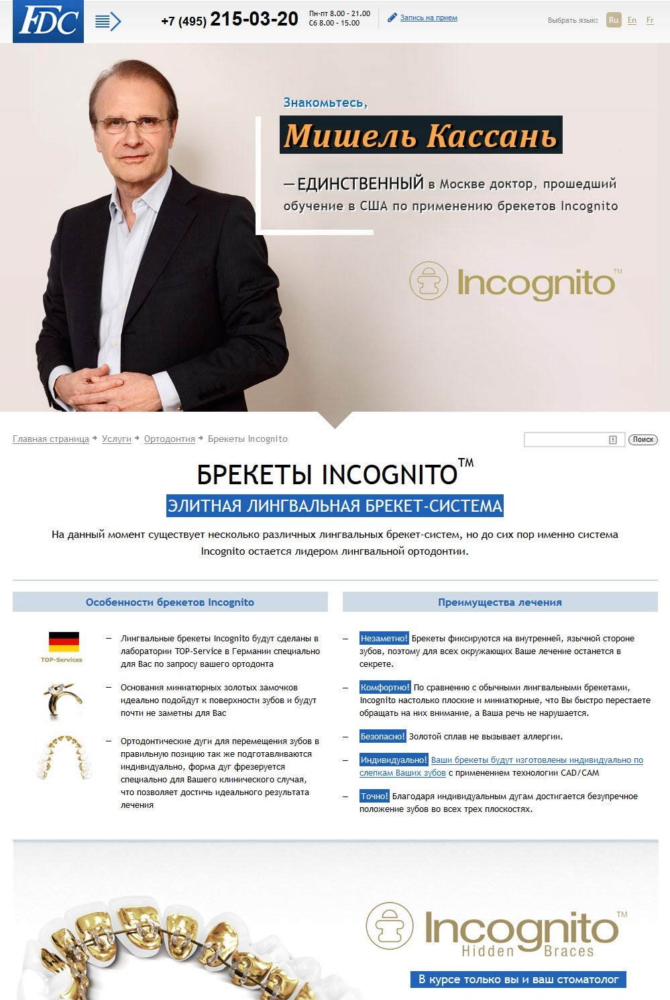 FDC
+7 (495) 215-03-20
Пн-пт 8.00 - 21.00
Сб 8.00 - 15.00
Запись на прием
Выбрать язык: Ru En Fr
Знакомьтесь,
Мишель Кассань
— ЕДИНСТВЕННЫЙ в Москве доктор, прошедший
обучение в США по применению брекетов Incognito
Incognito™
Главная страница Услуги Ортодонтия Брекеты Incognito
Поиск
БРЕКЕТЫ INCOGNITO™
ЭЛИТНАЯ ЛИНГВАЛЬНАЯ БРЕКЕТ-СИСТЕМА
На данный момент существует несколько различных лингвальных брекет-систем, но до сих пор именно система
Incognito остается лидером лингвальной ортодонтии.
Особенности брекетов Incognito
TOP-Services
— Лингвальные брекеты Incognito будут сделаны в
лаборатории TOP-Service в Германии специально
для Вас по запросу вашего ортодонта
— Основания миниатюрных золотых замочков
идеально подойдут к поверхности зубов и будут
почти не заметны для Вас
— Ортодонтические дуги для перемещения зубов в
правильную позицию так же подготавливаются
индивидуально, форма дуг фрезеруется
специально для Вашего клинического случая,
что позволяет достичь идеального результата
лечения
Преимущества лечения
— Незаметно! Брекеты фиксируются на внутренней, язычной стороне
зубов, поэтому для всех окружающих Ваше лечение останется в
секрете.
— Комфортно! По сравнению с обычными лингвальными брекетами,
Incognito настолько плоские и миниатюрные, что Вы быстро перестаете
обращать на них внимание, а Ваша речь не нарушается.
— Безопасно! Золотой сплав не вызывает аллергии.
— Индивидуально! Ваши брекеты будут изготовлены индивидуально по
слепкам Ваших зубов с применением технологии CAD/CAM
— Точно! Благодаря индивидуальным дугам достигается безупречное
положение зубов во всех трех плоскостях.
Incognito™
Hidden Braces
В курсе только вы и ваш стоматолог